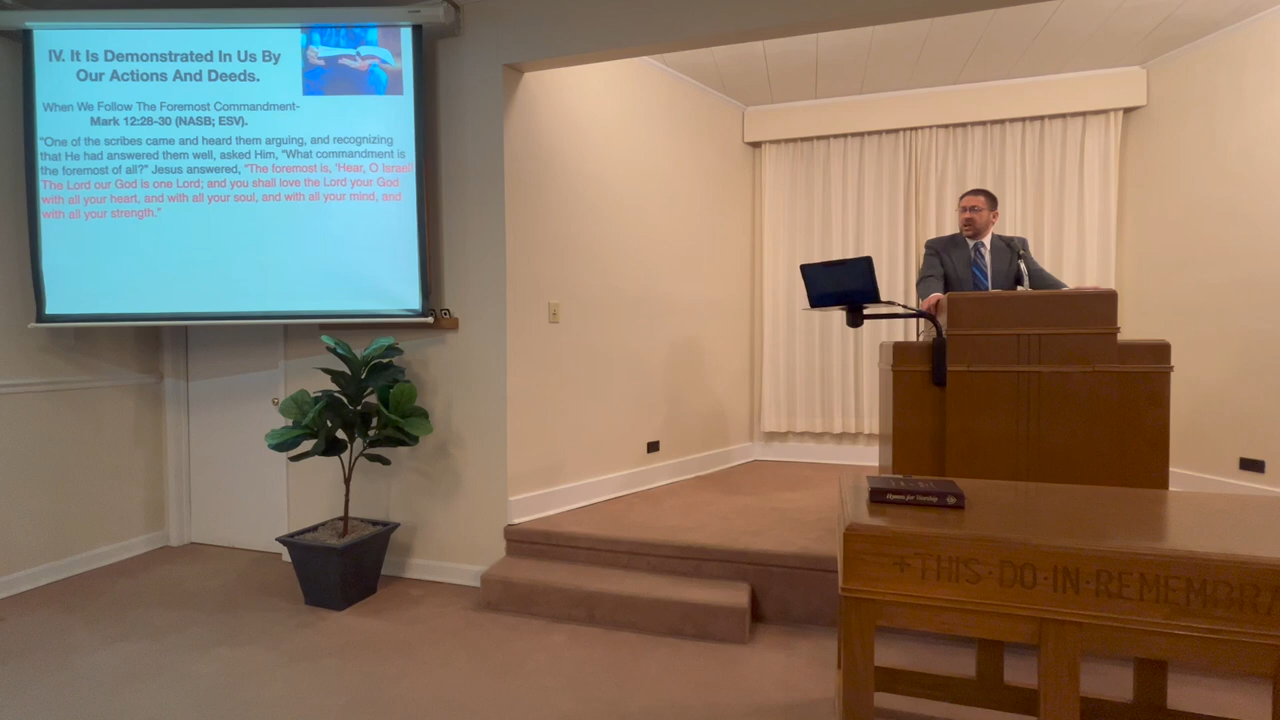 IV. It Is Demonstrated In Us By
Our Actions And Deeds.
When We Follow The Foremost Commandment-
Mark 12:28-30 (NASB; ESV).
“One of the scribes came and heard them arguing, and recognizing
that He had answered them well, asked Him, “What commandment is
the foremost of all?” Jesus answered, “The foremost is, ‘Hear, O Israel!
The Lord our God is one Lord; and you shall love the Lord your God
with all your heart, and with all your soul, and with all your mind, and
with all your strength.”
Hymns for Worship
+THIS·DO·IN·REMEMBRA